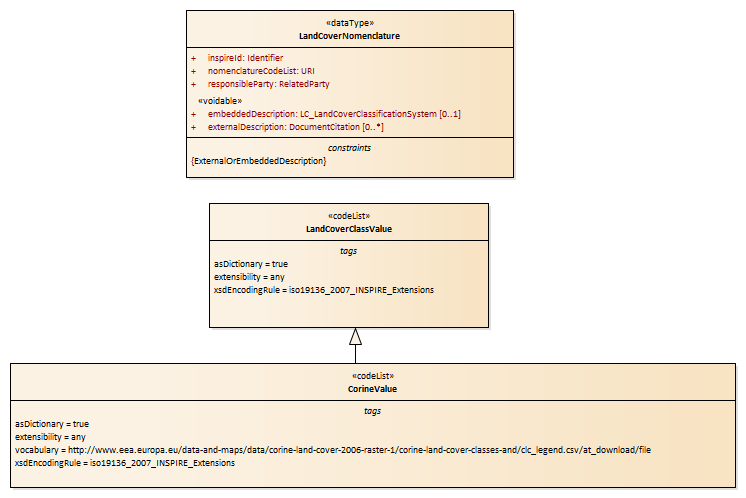 «dataType»
LandCoverNomenclature
+ inspireId: Identifier
+ nomenclatureCodeList: URI
+ responsibleParty: RelatedParty
«voidable»
+ embeddedDescription: LC_LandCoverClassificationSystem [0..1]
+ externalDescription: DocumentCitation [0..*]
constraints
{ExternalOrEmbeddedDescription}
«codeList»
LandCoverClassValue
tags
asDictionary = true
extensibility = any
xsdEncodingRule = iso19136_2007_INSPIRE_Extensions
«codeList»
CorineValue
tags
asDictionary = true
extensibility = any
vocabulary = http://www.eea.europa.eu/data-and-maps/data/corine-land-cover-2006-raster-1/corine-land-cover-classes-and/clc_legend.csv/at_download/file
xsdEncodingRule = iso19136_2007_INSPIRE_Extensions